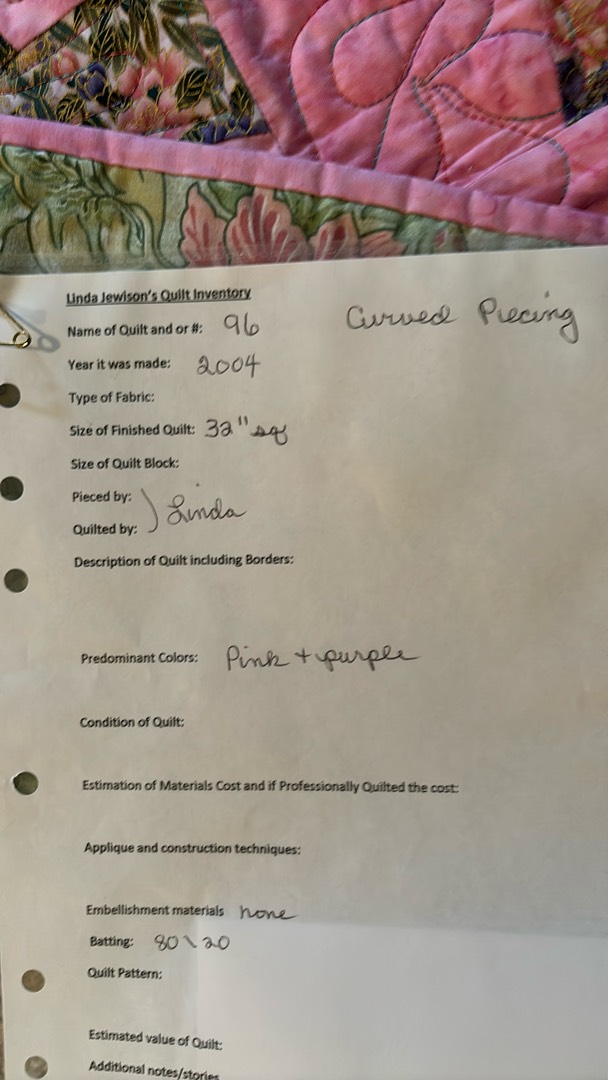 Linda Jewison's Quilt Inventory
Name of Quilt and or #: 96 Curved Piecing
Year it was made: 2004
Type of Fabric:
Size of Finished Quilt: 32" sq
Size of Quilt Block:
Pieced by:
Quilted by: ) Linda
Description of Quilt including Borders:
Predominant Colors: Pink + purple
Condition of Quilt:
Estimation of Materials Cost and if Professionally Quilted the cost:
Applique and construction techniques:
Embellishment materials none
Batting: 80\20
Quilt Pattern:
Estimated value of Quilt:
Additional notes/stories